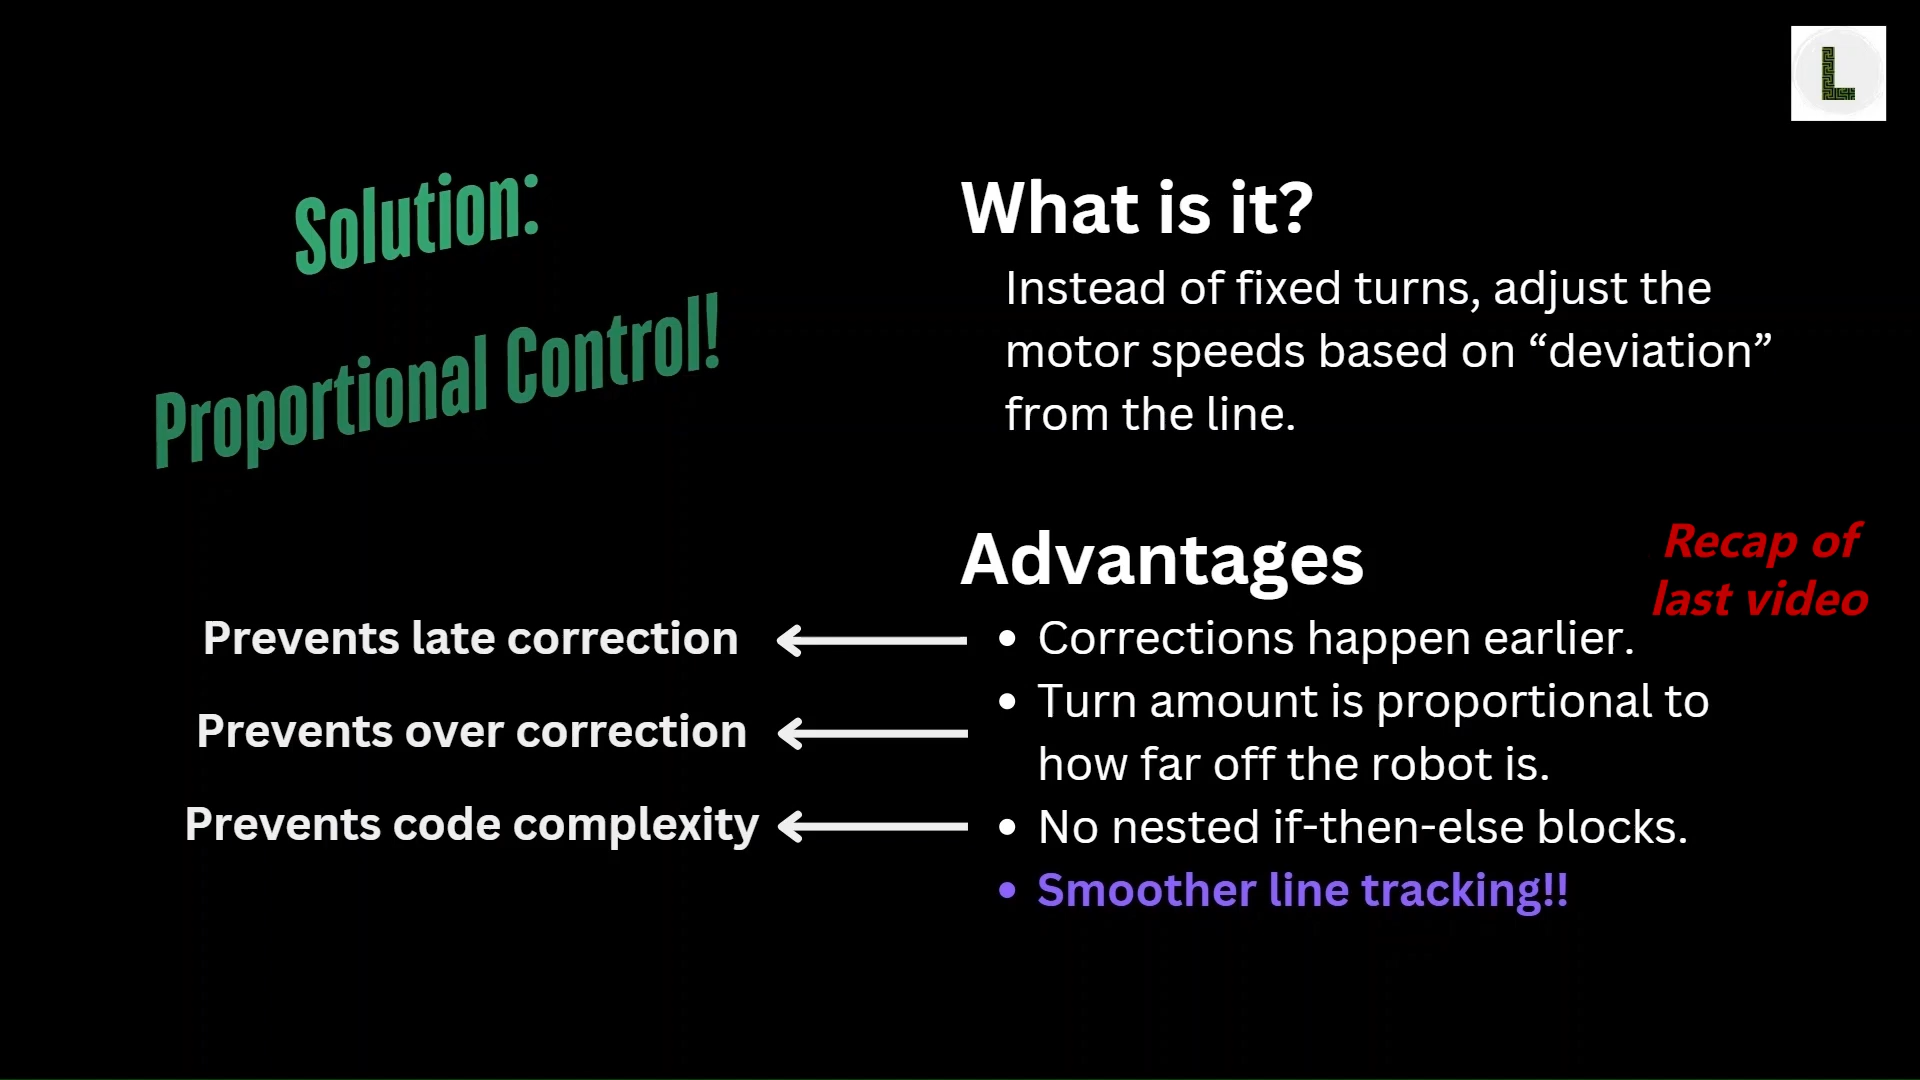 L
Solution:
Proportional Control!
What is it?
Instead of fixed turns, adjust the
motor speeds based on “deviation”
from the line.
Advantages
Recap of
last video
Prevents late correction
• Corrections happen earlier.
Prevents over correction
• Turn amount is proportional to
how far off the robot is.
Prevents code complexity
• No nested if-then-else blocks.
• Smoother line tracking!!